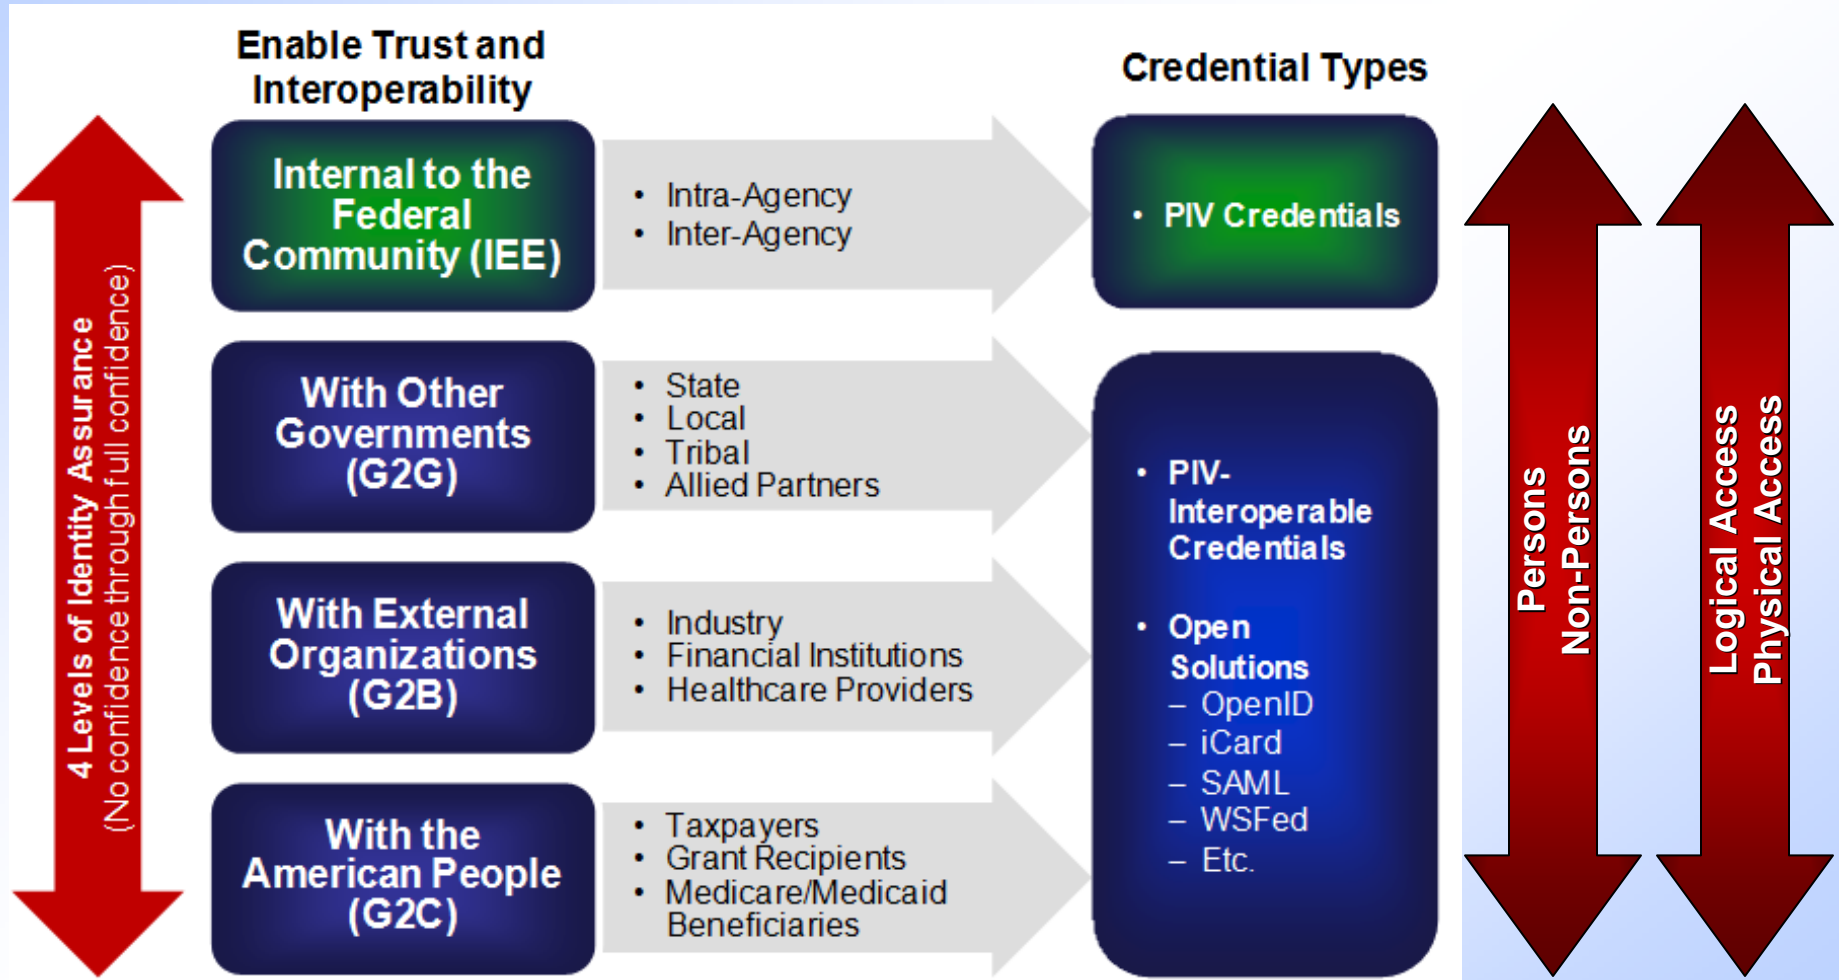 Enable Trust and
Interoperability
Credential Types
4 Levels of Identity Assurance
(No confidence through full confidence)
Internal to the
Federal
Community (IEE)
• Intra-Agency
• Inter-Agency
• PIV Credentials
With Other
Governments
(G2G)
• State
• Local
• Tribal
• Allied Partners
With External
Organizations
(G2B)
• Industry
• Financial Institutions
• Healthcare Providers
With the
American People
(G2C)
• Taxpayers
• Grant Recipients
• Medicare/Medicaid
Beneficiaries
• PIV-
Interoperable
Credentials
• Open
Solutions
– OpenID
– iCard
– SAML
– WSFed
– Etc.
Persons
Non-Persons
Logical Access
Physical Access